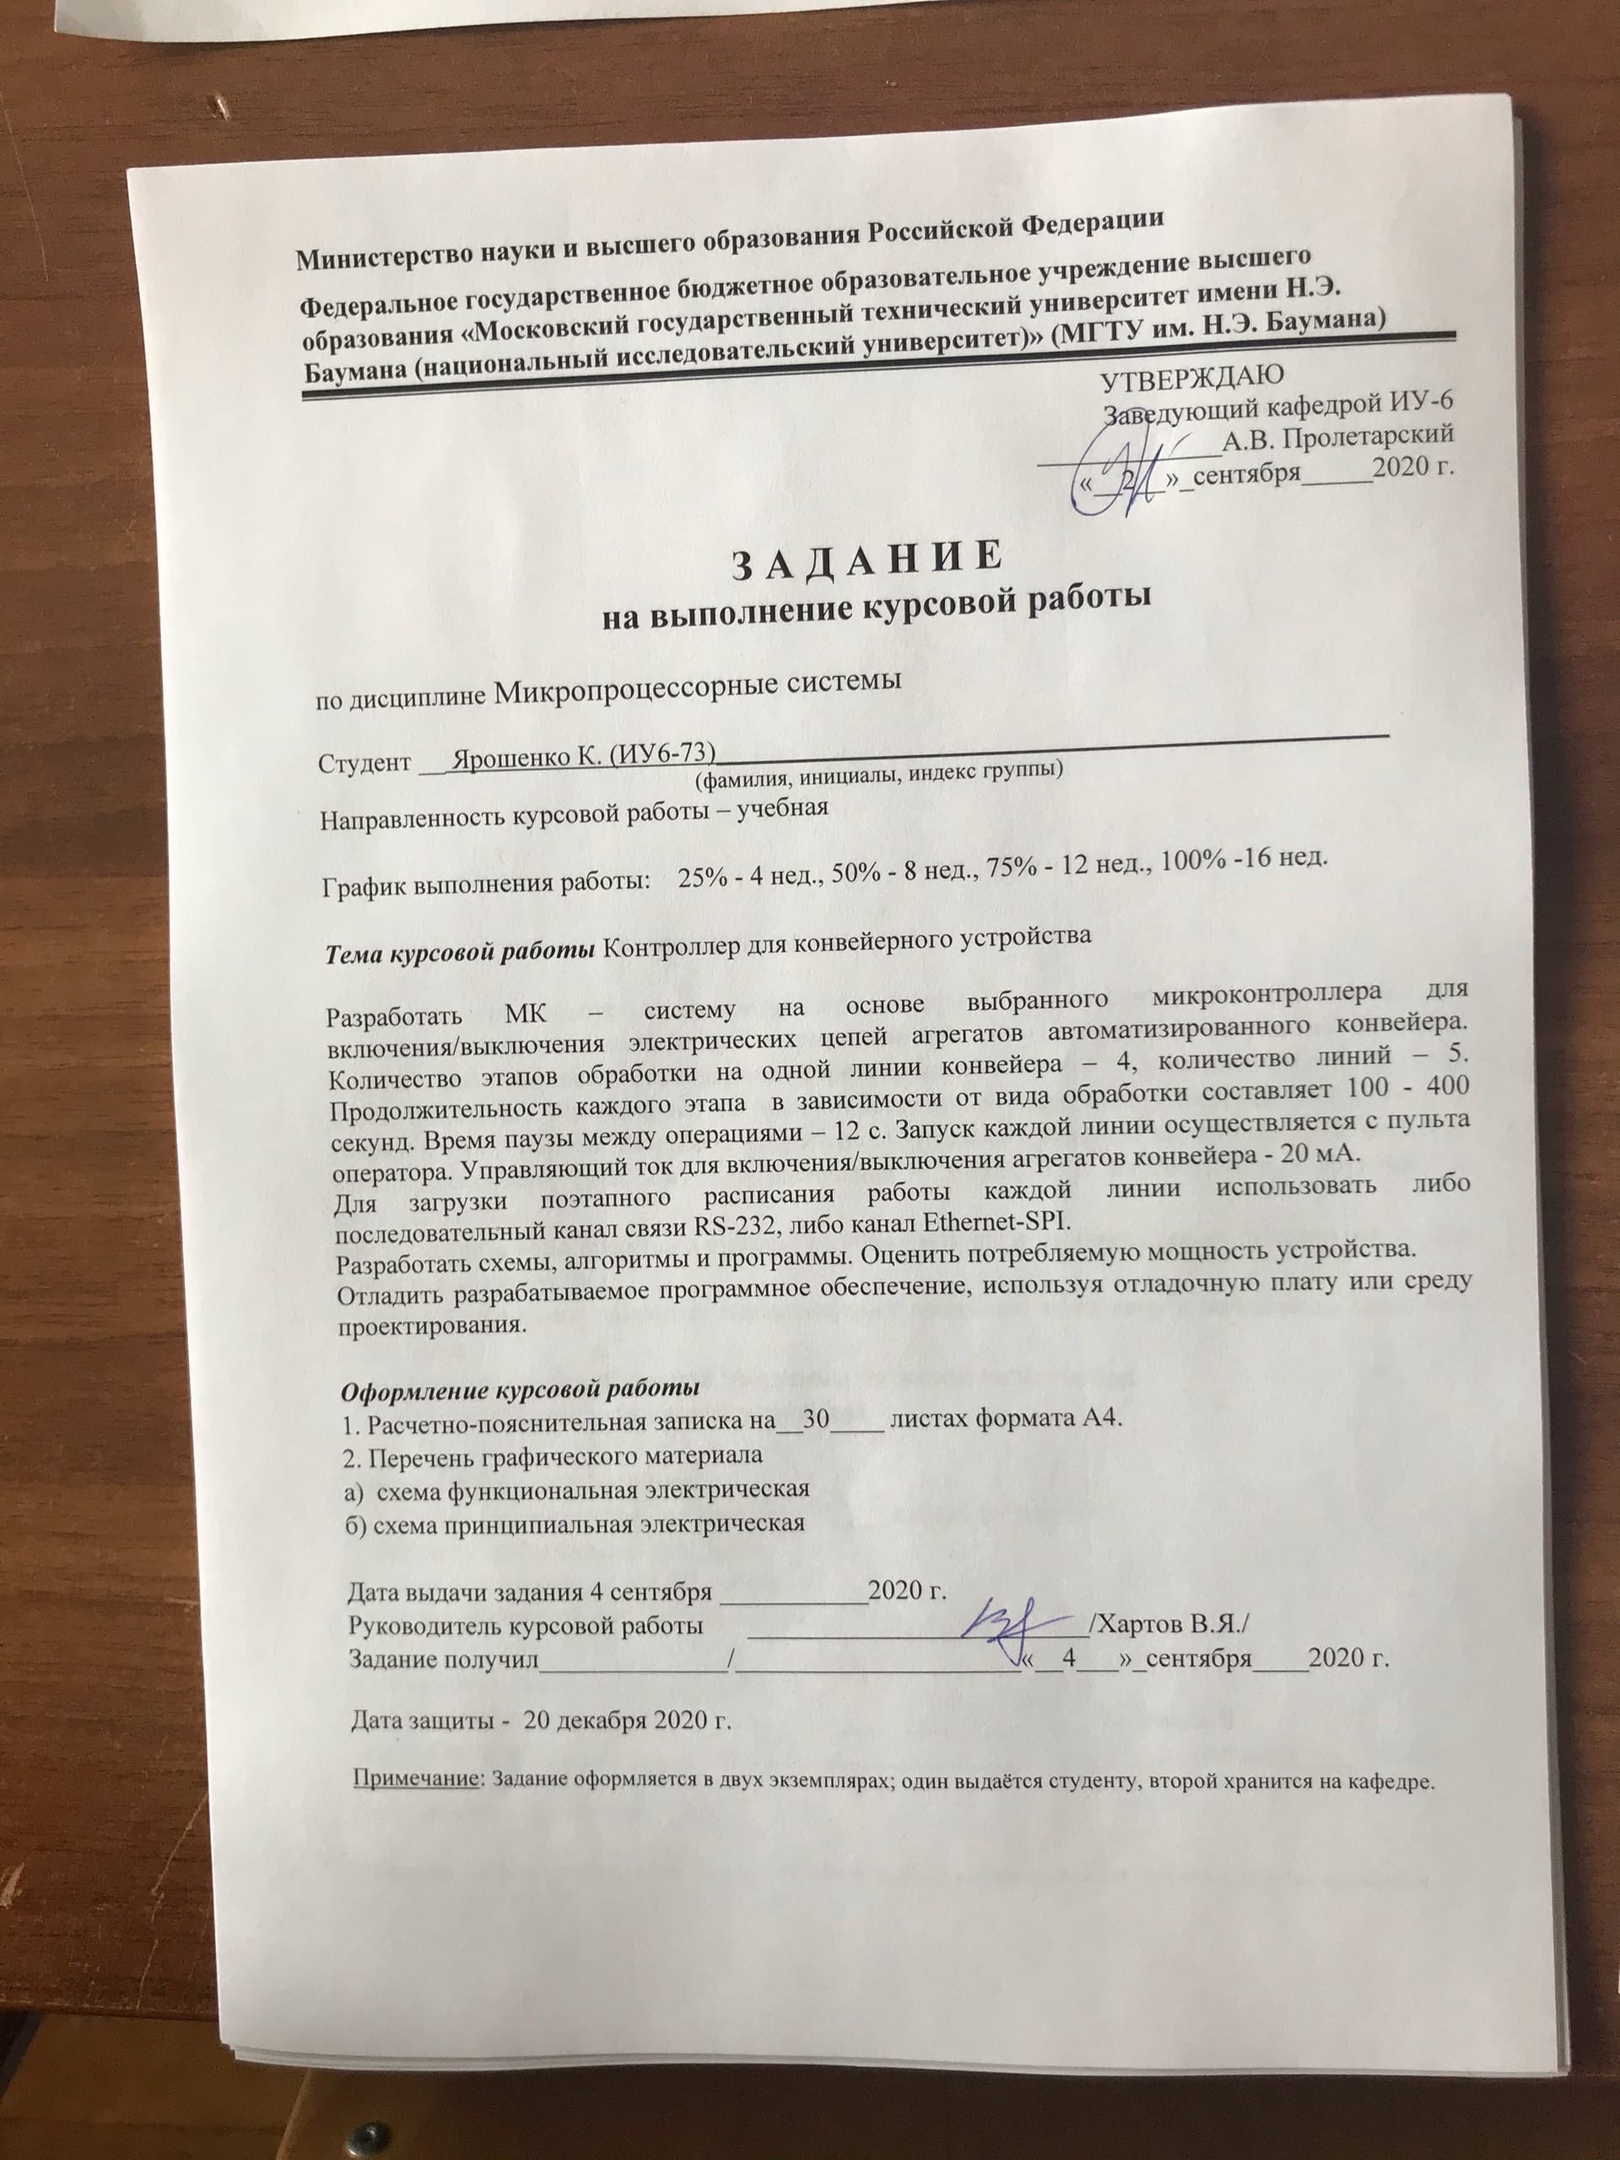 Министерство науки и высшего образования Российской Федерации
Федеральное государственное бюджетное образовательное учреждение высшего
образования «Московский государственный технический университет имени Н.Э.
Баумана (национальный исследовательский университет)» (МГТУ им. Н.Э. Баумана)
УТВЕРЖДАЮ
Заведующий кафедрой ИУ-6
______________А.В. Пролетарский
«__2__»_сентября_____2020 г.
З А Д А Н И Е
на выполнение курсовой работы
по дисциплине Микропроцессорные системы
Студент __ Ярошенко К. (ИУ6-73)
(фамилия, инициалы, индекс группы)
Направленность курсовой работы – учебная
График выполнения работы: 25% - 4 нед., 50% - 8 нед., 75% - 12 нед., 100% -16 нед.
Тема курсовой работы Контроллер для конвейерного устройства
Разработать МК – систему на основе выбранного микроконтроллера для
включения/выключения электрических цепей агрегатов автоматизированного конвейера.
Количество этапов обработки на одной линии конвейера – 4, количество линий – 5.
Продолжительность каждого этапа в зависимости от вида обработки составляет 100 - 400
секунд. Время паузы между операциями – 12 с. Запуск каждой линии осуществляется с пульта
оператора. Управляющий ток для включения/выключения агрегатов конвейера - 20 мА.
Для загрузки поэтапного расписания работы каждой линии использовать либо
последовательный канал связи RS-232, либо канал Ethernet-SPI.
Разработать схемы, алгоритмы и программы. Оценить потребляемую мощность устройства.
Отладить разрабатываемое программное обеспечение, используя отладочную плату или среду
проектирования.
Оформление курсовой работы
1. Расчетно-пояснительная записка на__30____ листах формата А4.
2. Перечень графического материала
а) схема функциональная электрическая
б) схема принципиальная электрическая
Дата выдачи задания 4 сентября ___________2020 г.
Руководитель курсовой работы _________________________/Хартов В.Я./
Задание получил______________/_____________________«__4___»_сентября____2020 г.
Дата защиты - 20 декабря 2020 г.
Примечание: Задание оформляется в двух экземплярах; один выдаётся студенту, второй хранится на кафедре.